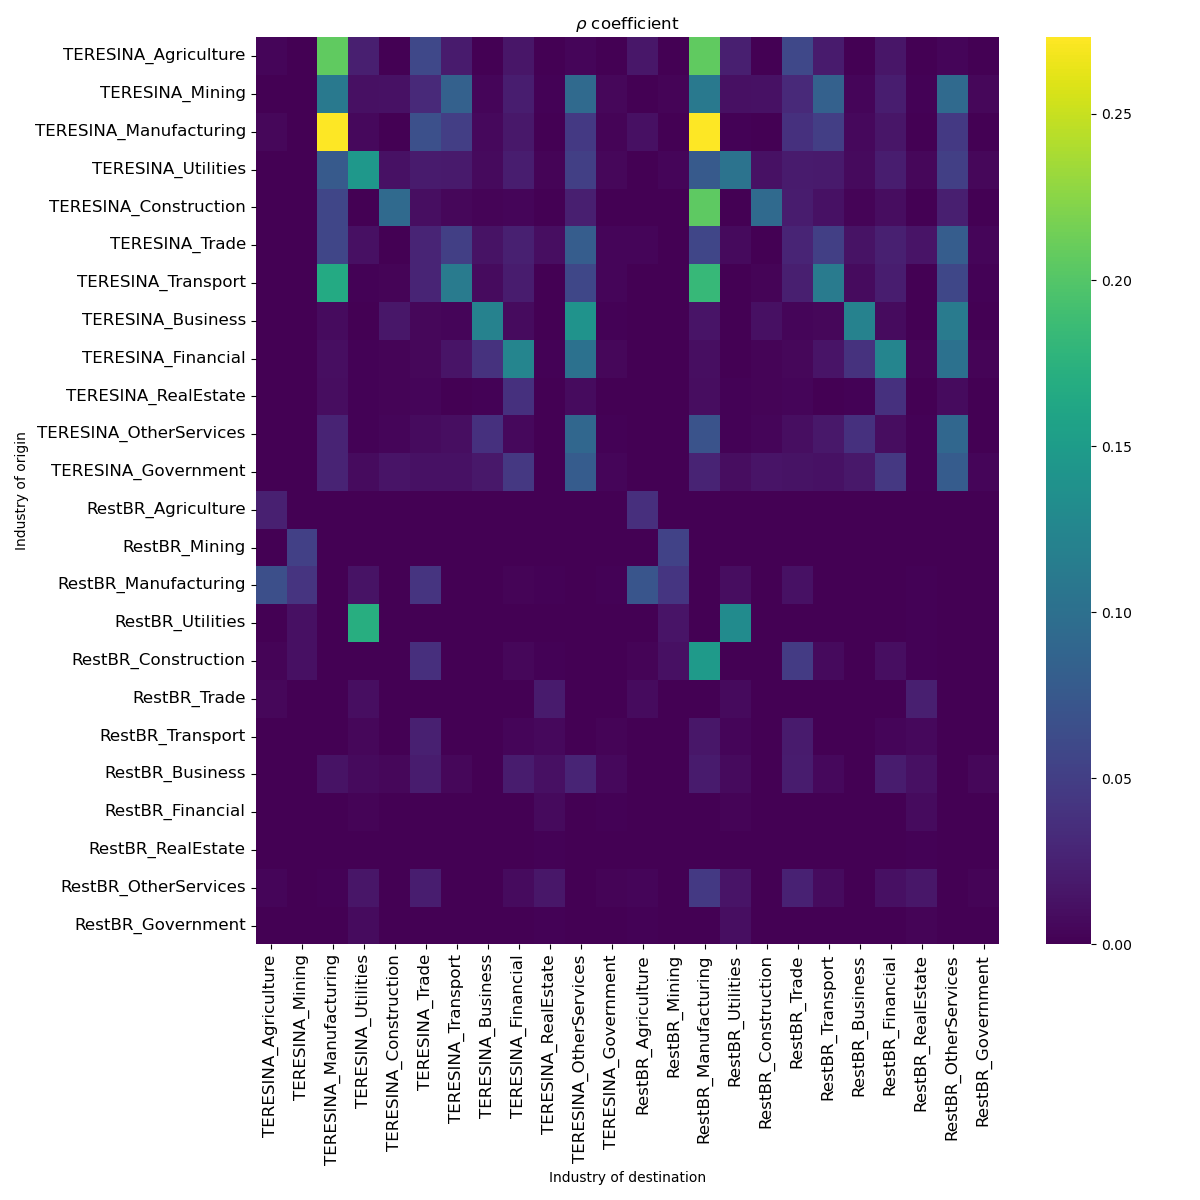 ρ coefficient
TERESINA_Agriculture
TERESINA_Mining
TERESINA_Manufacturing
TERESINA_Utilities
TERESINA_Construction
TERESINA_Trade
TERESINA_Transport
TERESINA_Business
TERESINA_Financial
TERESINA_RealEstate
TERESINA_OtherServices
TERESINA_Government
RestBR_Agriculture
RestBR_Mining
RestBR_Manufacturing
RestBR_Utilities
RestBR_Construction
RestBR_Trade
RestBR_Transport
RestBR_Business
RestBR_Financial
RestBR_RealEstate
RestBR_OtherServices
RestBR_Government
Industry of origin
TERESINA_Agriculture
TERESINA_Mining
TERESINA_Manufacturing
TERESINA_Utilities
TERESINA_Construction
TERESINA_Trade
TERESINA_Transport
TERESINA_Business
TERESINA_Financial
TERESINA_RealEstate
TERESINA_OtherServices
TERESINA_Government
RestBR_Agriculture
RestBR_Mining
RestBR_Manufacturing
RestBR_Utilities
RestBR_Construction
RestBR_Trade
RestBR_Transport
RestBR_Business
RestBR_Financial
RestBR_RealEstate
RestBR_OtherServices
RestBR_Government
Industry of destination
0.25
0.20
0.15
0.10
0.05
0.00